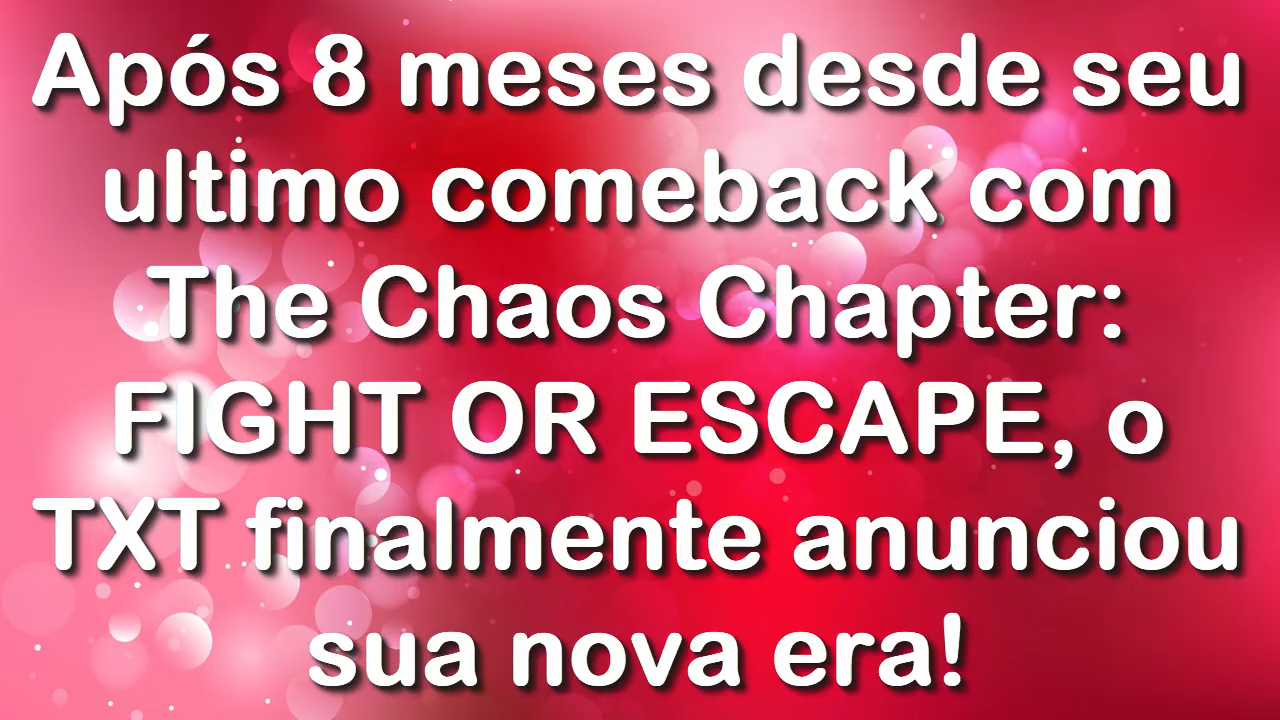 Após 8 meses desde seu
ultimo comeback com
The Chaos Chapter:
FIGHT OR ESCAPE, o
TXT finalmente anunciou
sua nova era!